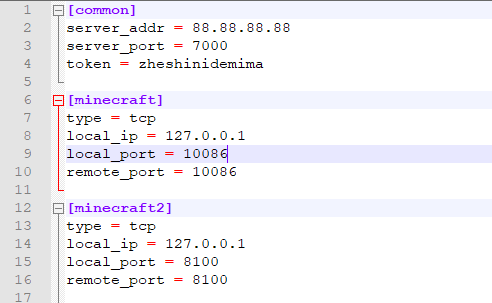 1 [common]
2 server_addr = 88.88.88.88
3 server_port = 7000
4 token = zheshinidemima
5
6 [minecraft]
7 type = tcp
8 local_ip = 127.0.0.1
9 local_port = 10086
10 remote_port = 10086
11
12 [minecraft2]
13 type = tcp
14 local_ip = 127.0.0.1
15 local_port = 8100
16 remote_port = 8100
17